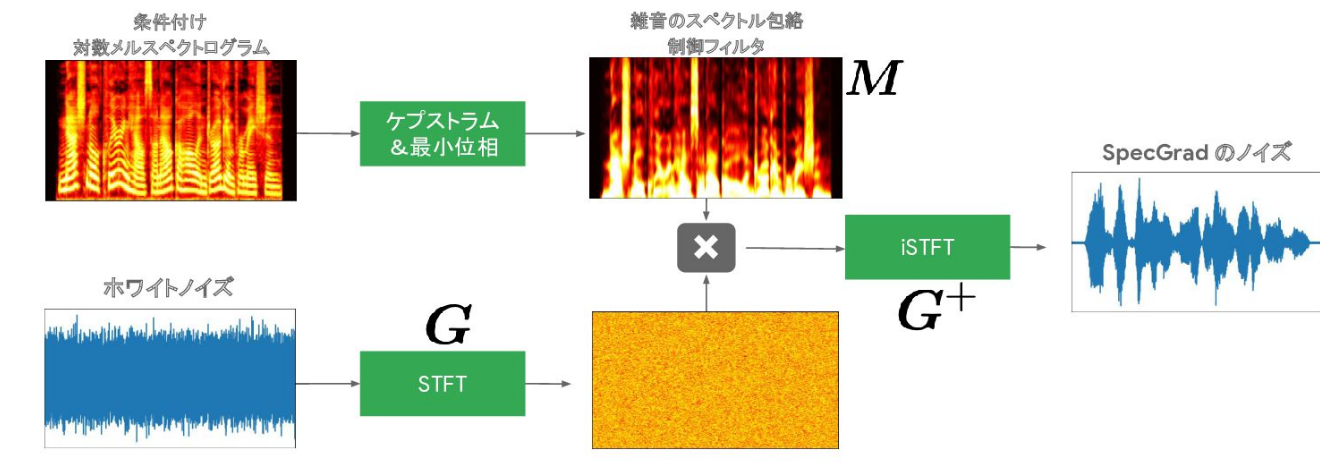 条件付け
対数メルスペクトログラム
雑音のスペクトル包絡
制御フィルタ
M
ケプストラム
&最小位相
SpecGrad のノイズ
iSTFT
G+
ホワイトノイズ
G
STFT